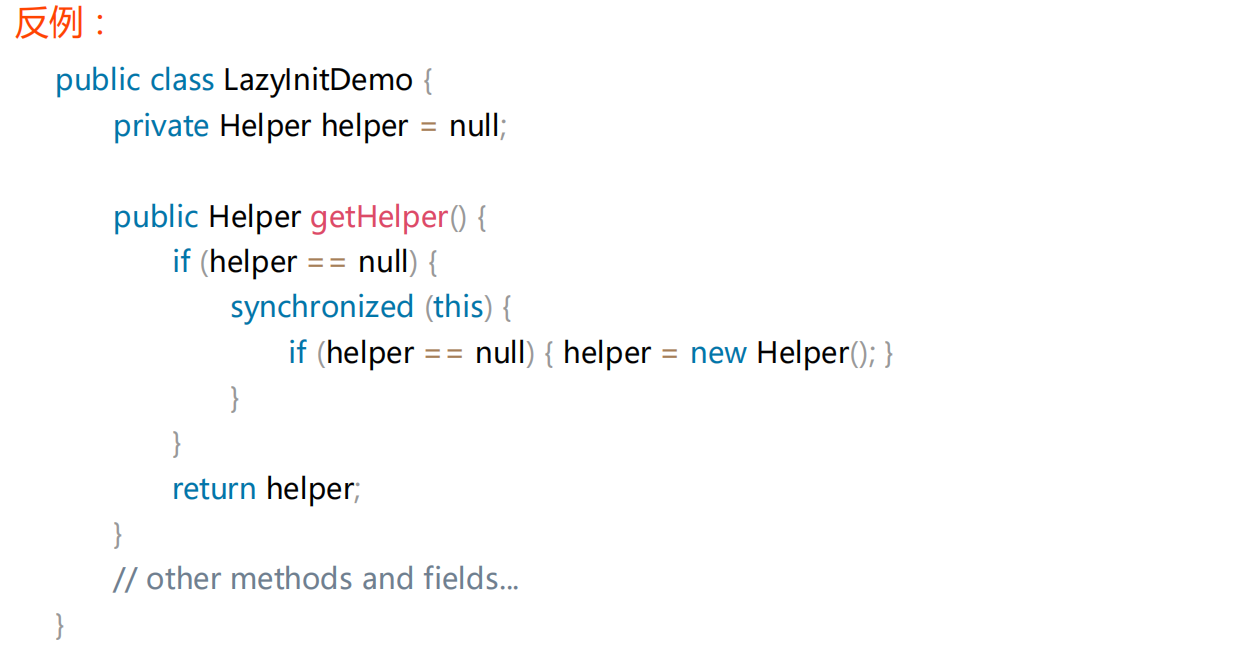 反例：
public class LazyInitDemo {
private Helper helper = null;
public Helper getHelper() {
if (helper == null) {
synchronized (this) {
if (helper == null) { helper = new Helper(); }
}
}
return helper;
}
// other methods and fields...
}